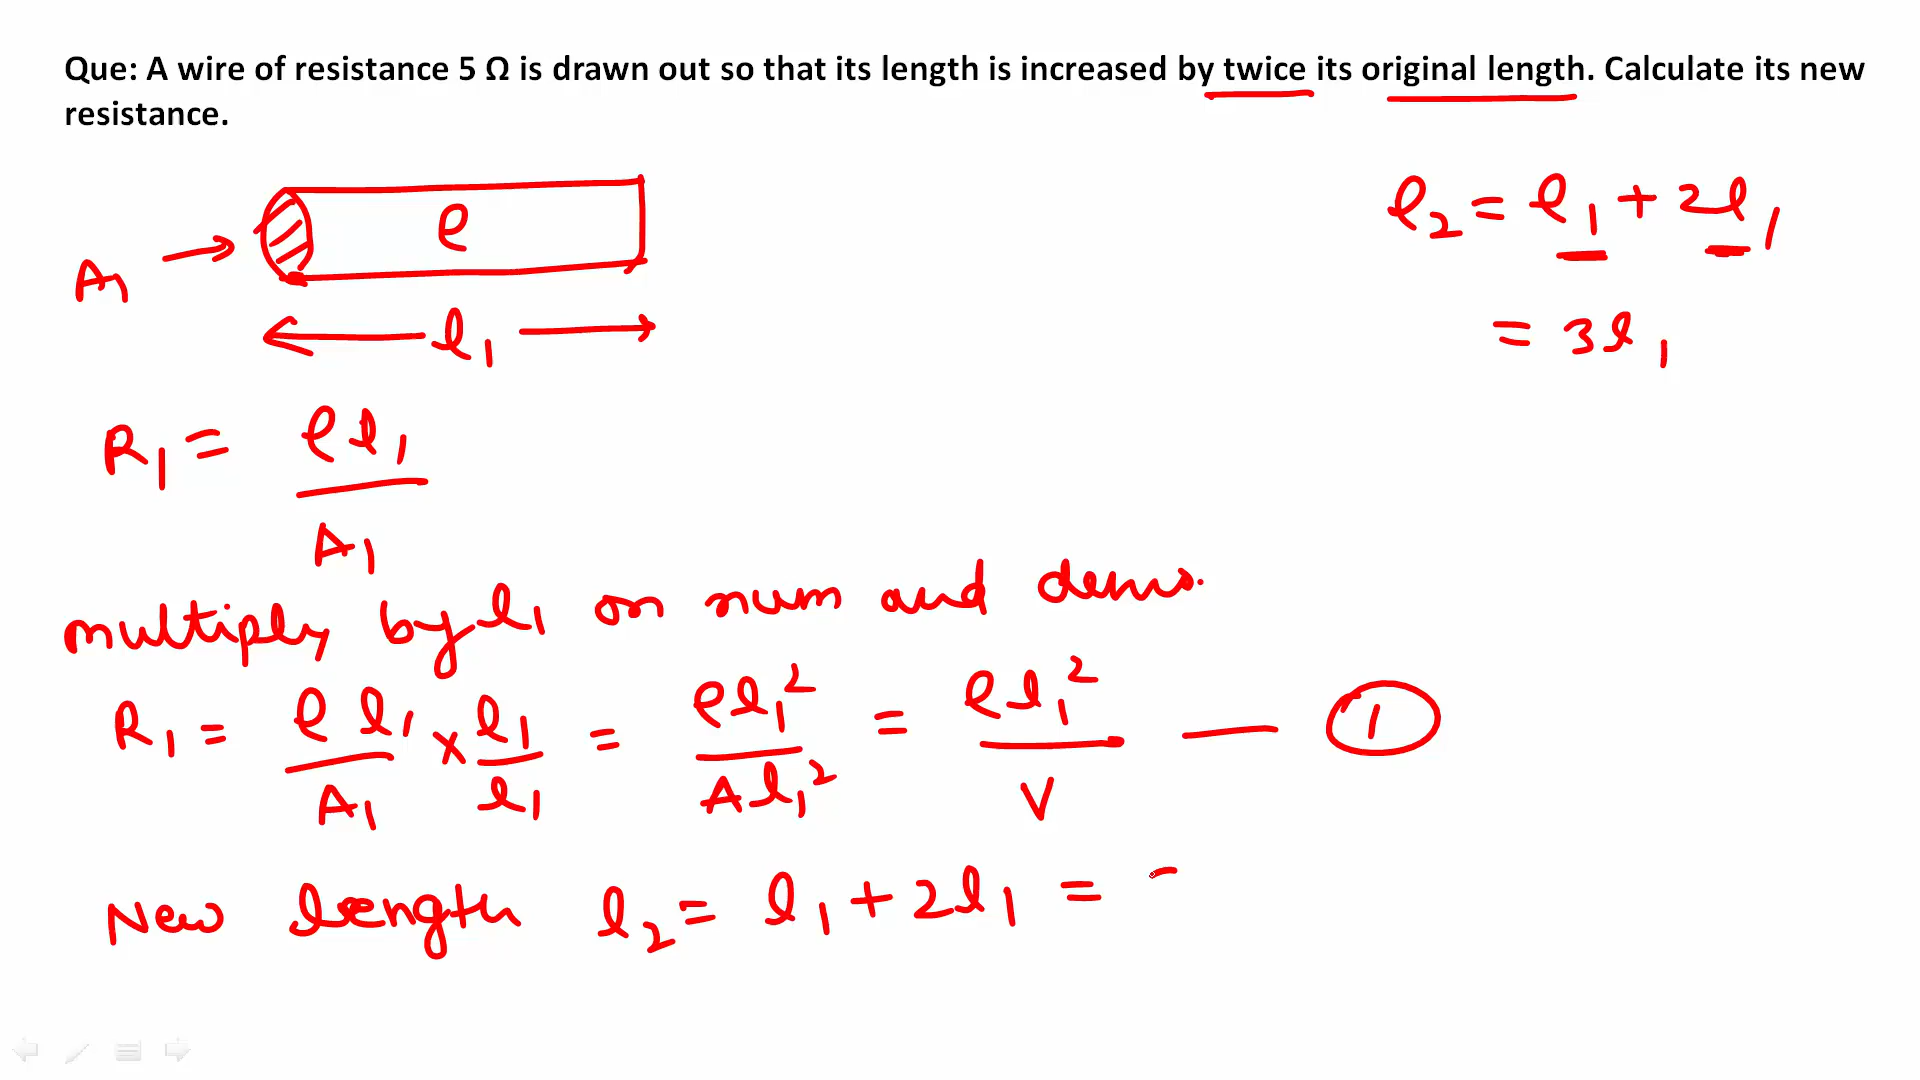 Que: A wire of resistance 5 Ω is drawn out so that its length is increased by twice its original length. Calculate its new
resistance.
ρ
A₁ →
l₁
l₂ = l₁ + 2l₁
= 3l₁
R₁ = ρl₁ / A₁
multiply by l₁ on num and deno.
R₁ = ρ l₁ / A₁ × l₁ / l₁ = ρl₁² / Al₁² = ρl₁² / V — ①
New length l₂ = l₁ + 2l₁ =